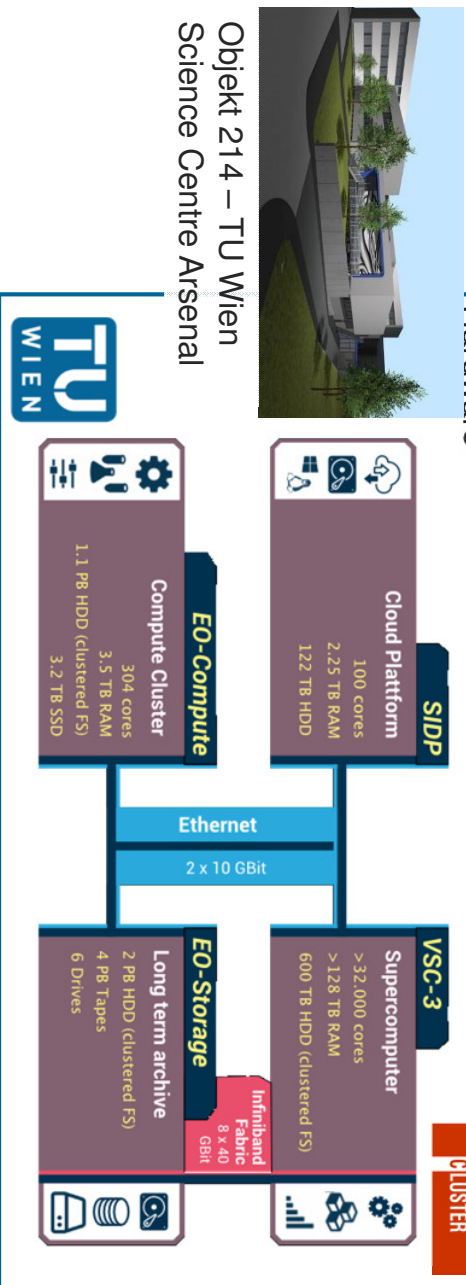 Objekt 214 – TU Wien
Science Centre Arsenal
TU
WIEN
CLUSTER
SIDP
Cloud Plattform
100 cores
2.25 TB RAM
122 TB HDD
VSC-3
Supercomputer
>32.000 cores
>128 TB RAM
600 TB HDD (clustered FS)
Ethernet
2 x 10 GBit
Infiniband
Fabric
8 x 40
GBit
EO-Compute
Compute Cluster
304 cores
3.5 TB RAM
1.1 PB HDD (clustered FS)
3.2 TB SSD
EO-Storage
Long term archive
2 PB HDD (clustered FS)
4 PB Tapes
6 Drives